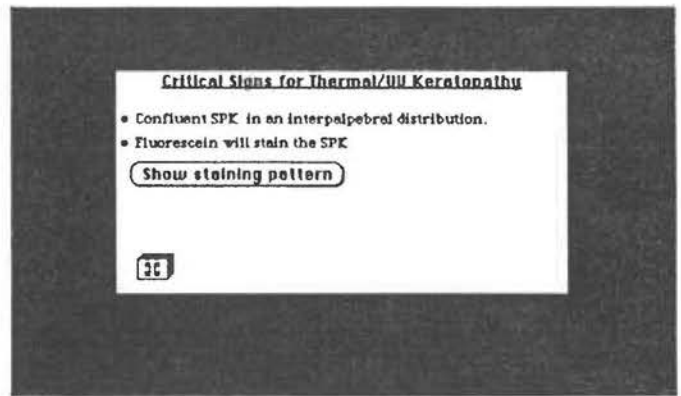 Critical Signs for Thermal/UV Keratopathy
• Confluent SPK in an interpalpebral distribution.
• Fluorescein will stain the SPK
Show staining pattern